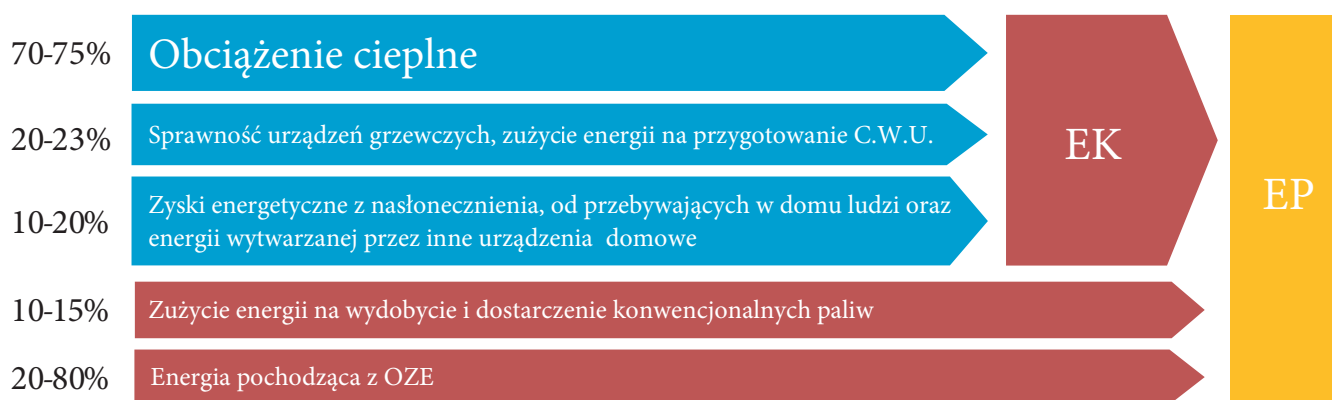 70-75%
Obciążenie cieplne
20-23%
Sprawność urządzeń grzewczych, zużycie energii na przygotowanie C.W.U.
10-20%
Zyski energetyczne z nasłonecznienia, od przebywających w domu ludzi oraz
energii wytwarzanej przez inne urządzenia domowe
EK
EP
10-15%
Zużycie energii na wydobycie i dostarczenie konwencjonalnych paliw
20-80%
Energia pochodząca z OZE